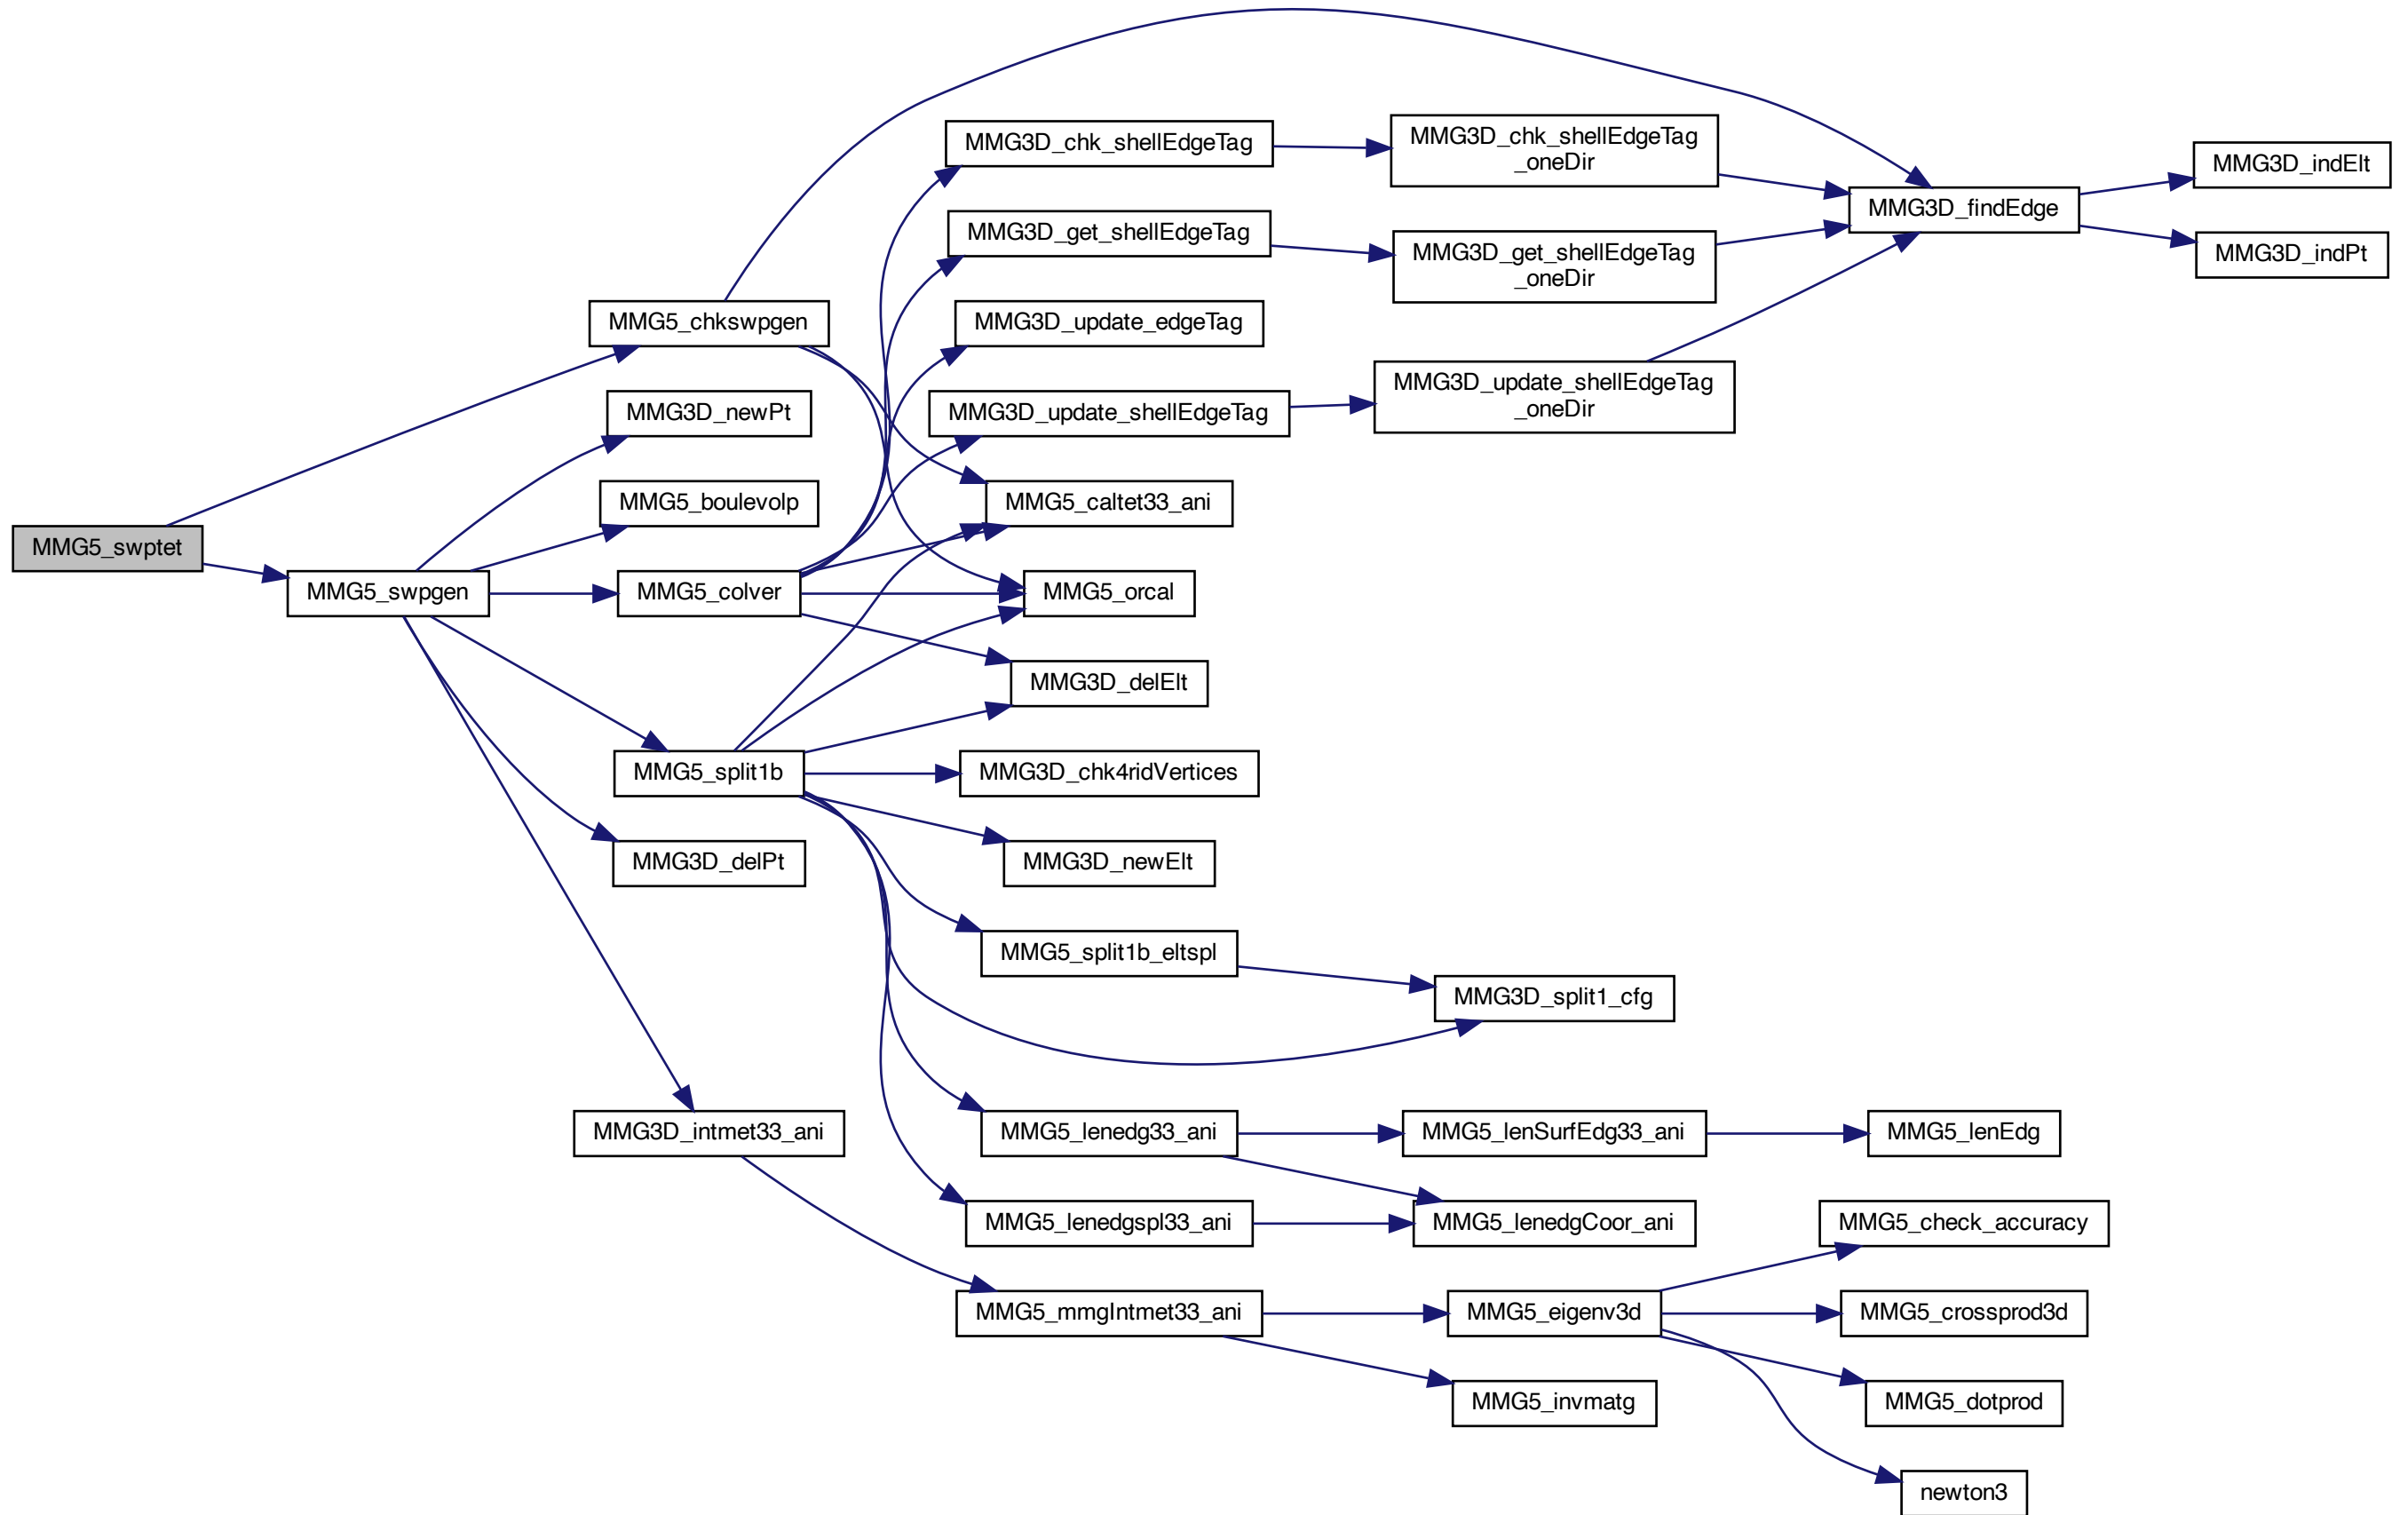 MMG5_swptet
MMG5_chkswpgen
MMG3D_findEdge
MMG3D_indElt
MMG3D_indPt
MMG5_caltet33_ani
MMG5_orcal
MMG5_swpgen
MMG3D_newPt
MMG5_boulevolp
MMG5_colver
MMG3D_chk_shellEdgeTag
MMG3D_chk_shellEdgeTag
_oneDir
MMG3D_get_shellEdgeTag
MMG3D_get_shellEdgeTag
_oneDir
MMG3D_update_edgeTag
MMG3D_update_shellEdgeTag
MMG3D_update_shellEdgeTag
_oneDir
MMG3D_delElt
MMG5_split1b
MMG3D_chk4ridVertices
MMG3D_newElt
MMG5_split1b_eltspl
MMG3D_split1_cfg
MMG5_lenedg33_ani
MMG5_lenSurfEdg33_ani
MMG5_lenEdg
MMG5_lenedgspl33_ani
MMG5_lenedgCoor_ani
MMG3D_delPt
MMG3D_intmet33_ani
MMG5_mmgIntmet33_ani
MMG5_eigenv3d
MMG5_check_accuracy
MMG5_crossprod3d
MMG5_dotprod
newton3
MMG5_invmatg